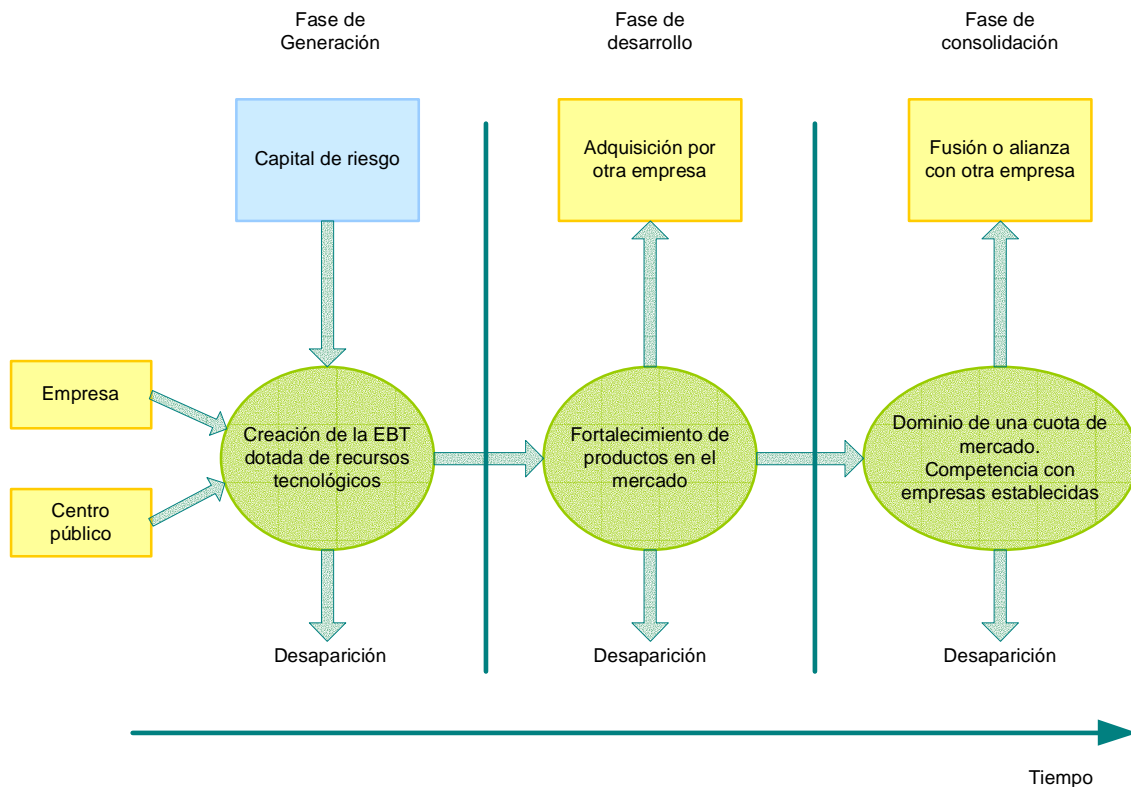 Fase de
Generación
Fase de
desarrollo
Fase de
consolidación
Capital de riesgo
Adquisición por
otra empresa
Fusión o alianza
con otra empresa
Empresa
Centro
público
Creación de la EBT
dotada de recursos
tecnológicos
Fortalecimiento de
productos en el
mercado
Dominio de una cuota de
mercado.
Competencia con
empresas establecidas
Desaparición
Desaparición
Desaparición
Tiempo